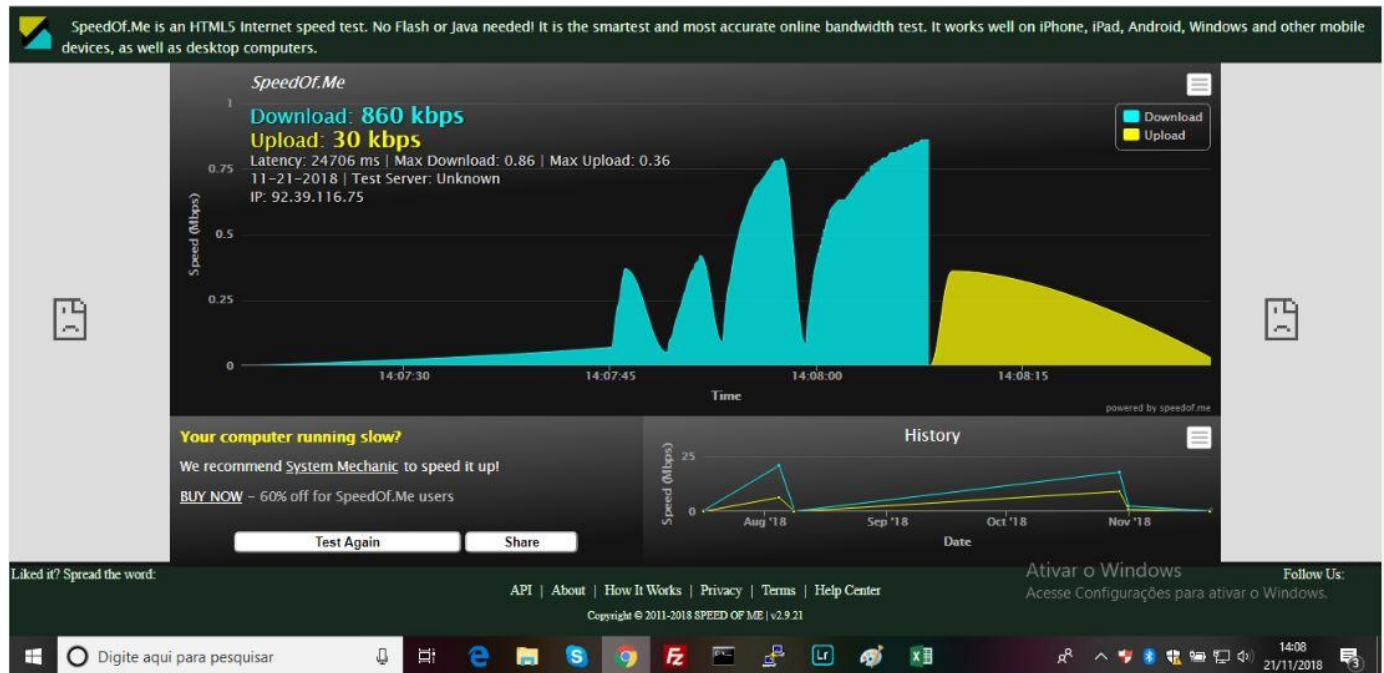 SpeedOf.Me is an HTML5 Internet speed test. No Flash or Java needed! It is the smartest and most accurate online bandwidth test. It works well on iPhone, iPad, Android, Windows and other mobile
devices, as well as desktop computers.
SpeedOf.Me
Download: 860 kbps
Upload: 30 kbps
Latency: 24706 ms | Max Download: 0.86 | Max Upload: 0.36
11-21-2018 | Test Server: Unknown
IP: 92.39.116.75
Download
Upload
1
0.75
0.5
0.25
0
Speed (Mbps)
14:07:30 14:07:45 14:08:00 14:08:15
Time
powered by speedof.me
Your computer running slow?
We recommend System Mechanic to speed it up!
BUY NOW – 60% off for SpeedOf.Me users
Test Again Share
History
25
0
Speed (Mbps)
Aug '18 Sep '18 Oct '18 Nov '18
Date
Liked it? Spread the word:
Follow Us:
API | About | How It Works | Privacy | Terms | Help Center
Copyright © 2011-2018 SPEED OF ME | v2.9.21
Ativar o Windows
Acesse Configurações para ativar o Windows.
Digite aqui para pesquisar
Lr
14:08
21/11/2018
3